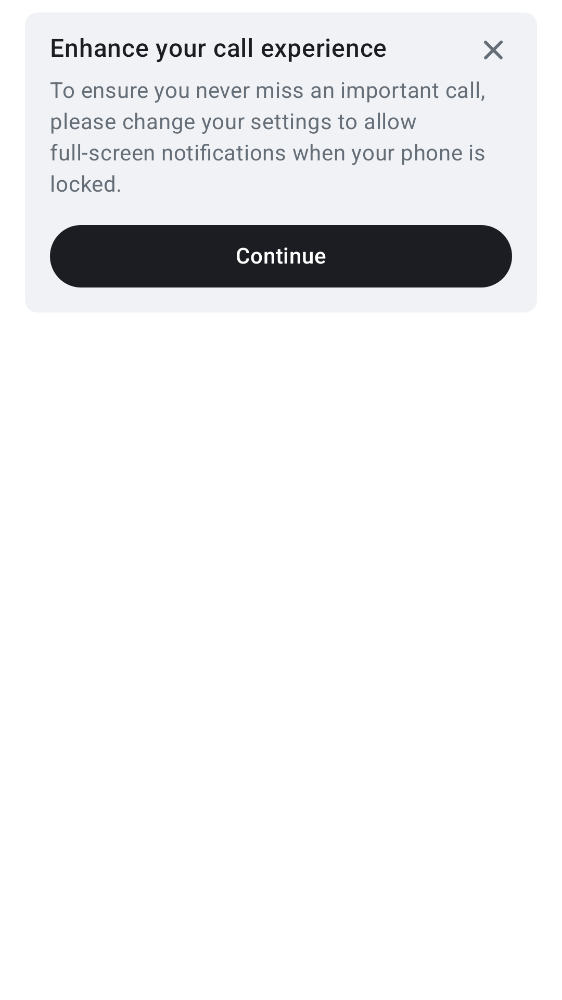 Enhance your call experience
To ensure you never miss an important call,
please change your settings to allow
full-screen notifications when your phone is
locked.
Continue